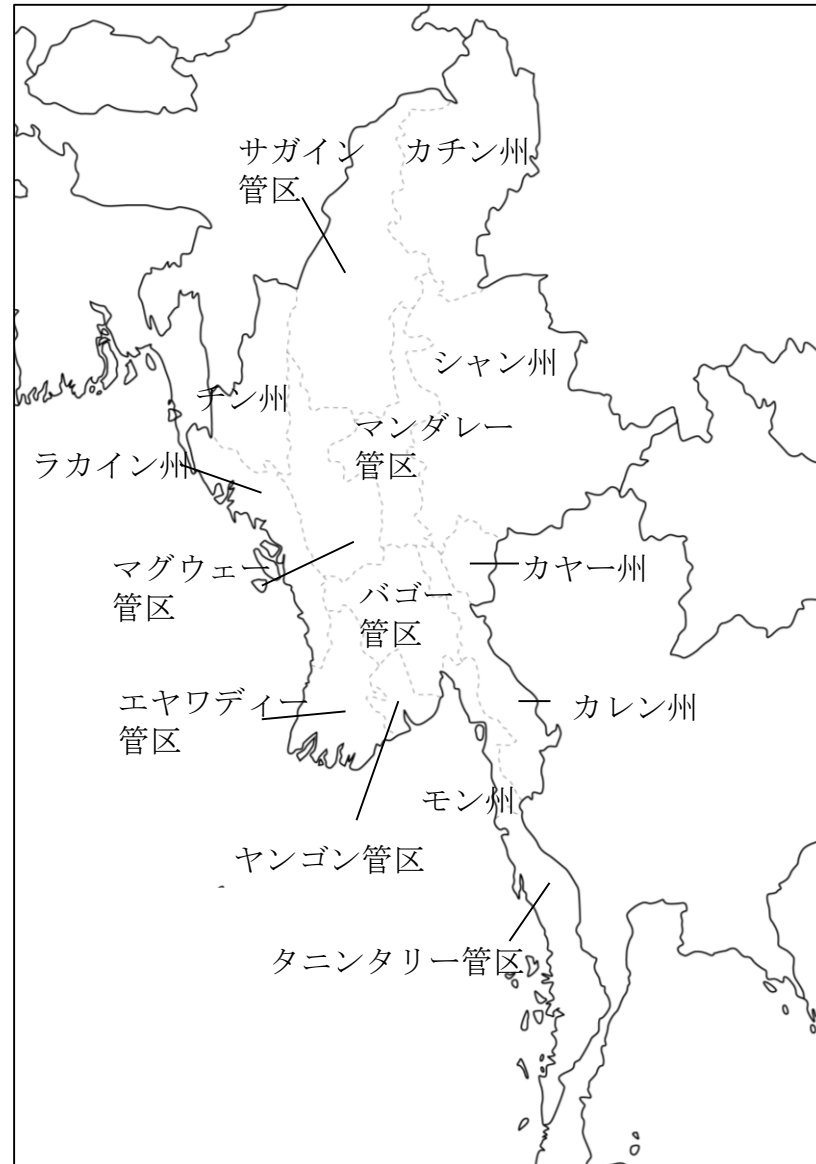 サガイン
管区
カチン州
シャン州
チン州
マンダレー
管区
ラカイン州
マグウェー
管区
カヤー州
バゴー
管区
エヤワディー
管区
カレン州
モン州
ヤンゴン管区
タニンタリー管区